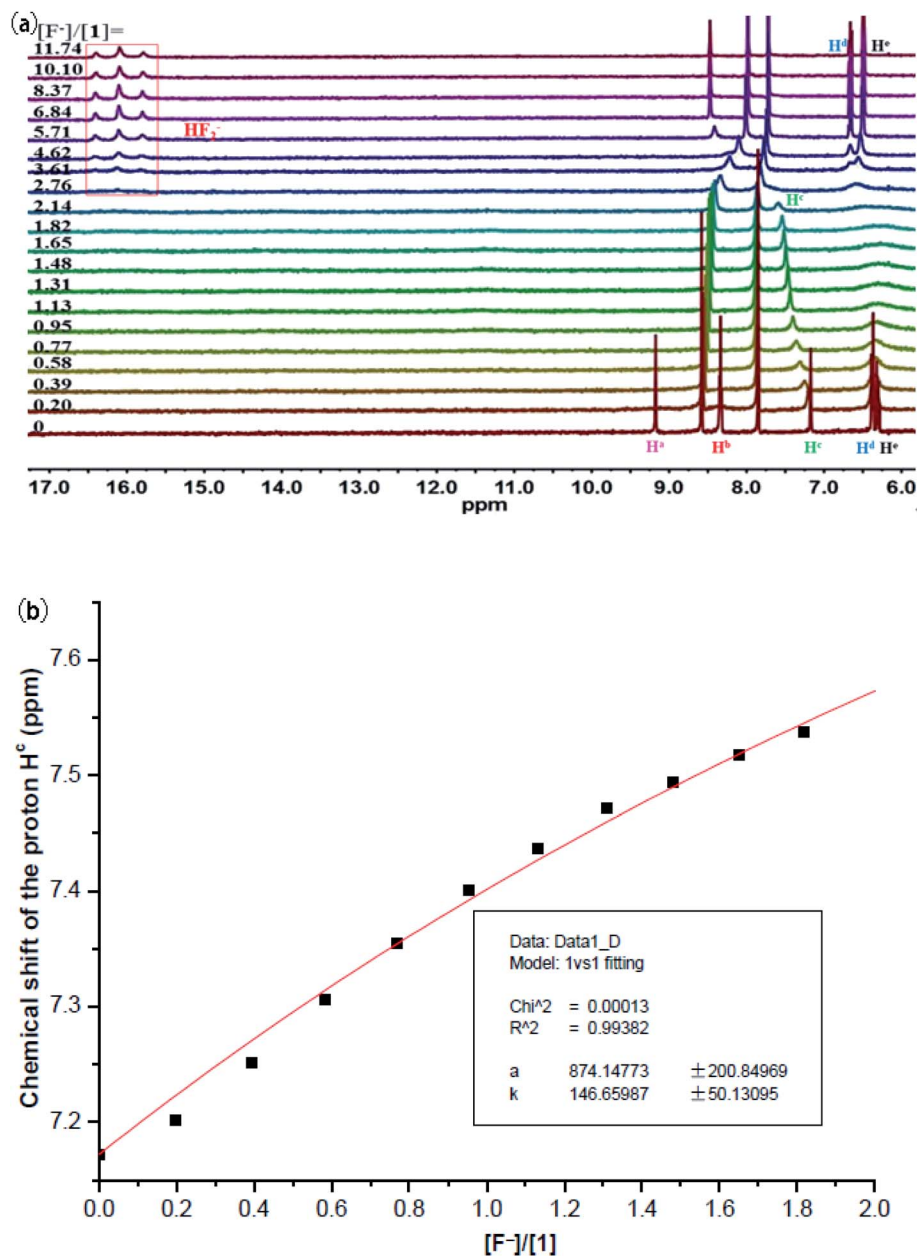 (a)
[F⁻]/[1]=
11.74
Hᵈ Hᵉ
10.10
8.37
6.84
HF₂⁻
5.71
4.62
3.61
2.76
2.14
Hᶜ
1.82
1.65
1.48
1.31
1.13
0.95
0.77
0.58
0.39
0.20
0
Hᵃ Hᵇ Hᶜ Hᵈ Hᵉ
17.0 16.0 15.0 14.0 13.0 12.0 11.0 10.0 9.0 8.0 7.0 6.0
ppm
(b)
Chemical shift of the proton Hᶜ (ppm)
7.6
7.5
7.4
7.3
7.2
Data: Data1_D
Model: 1vs1 fitting
Chi^2 = 0.00013
R^2 = 0.99382
a 874.14773 ±200.84969
k 146.65987 ±50.13095
0.0 0.2 0.4 0.6 0.8 1.0 1.2 1.4 1.6 1.8 2.0
[F⁻]/[1]